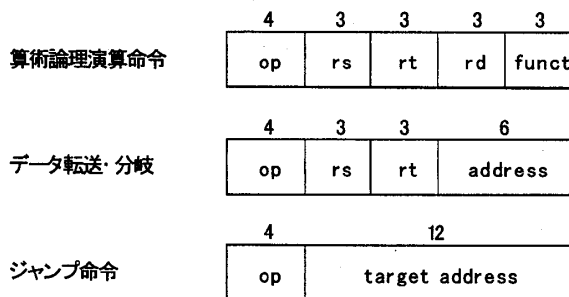 4 3 3 3 3
算術論理演算命令 op rs rt rd funct
4 3 3 6
データ転送・分岐 op rs rt address
4 12
ジャンプ命令 op target address